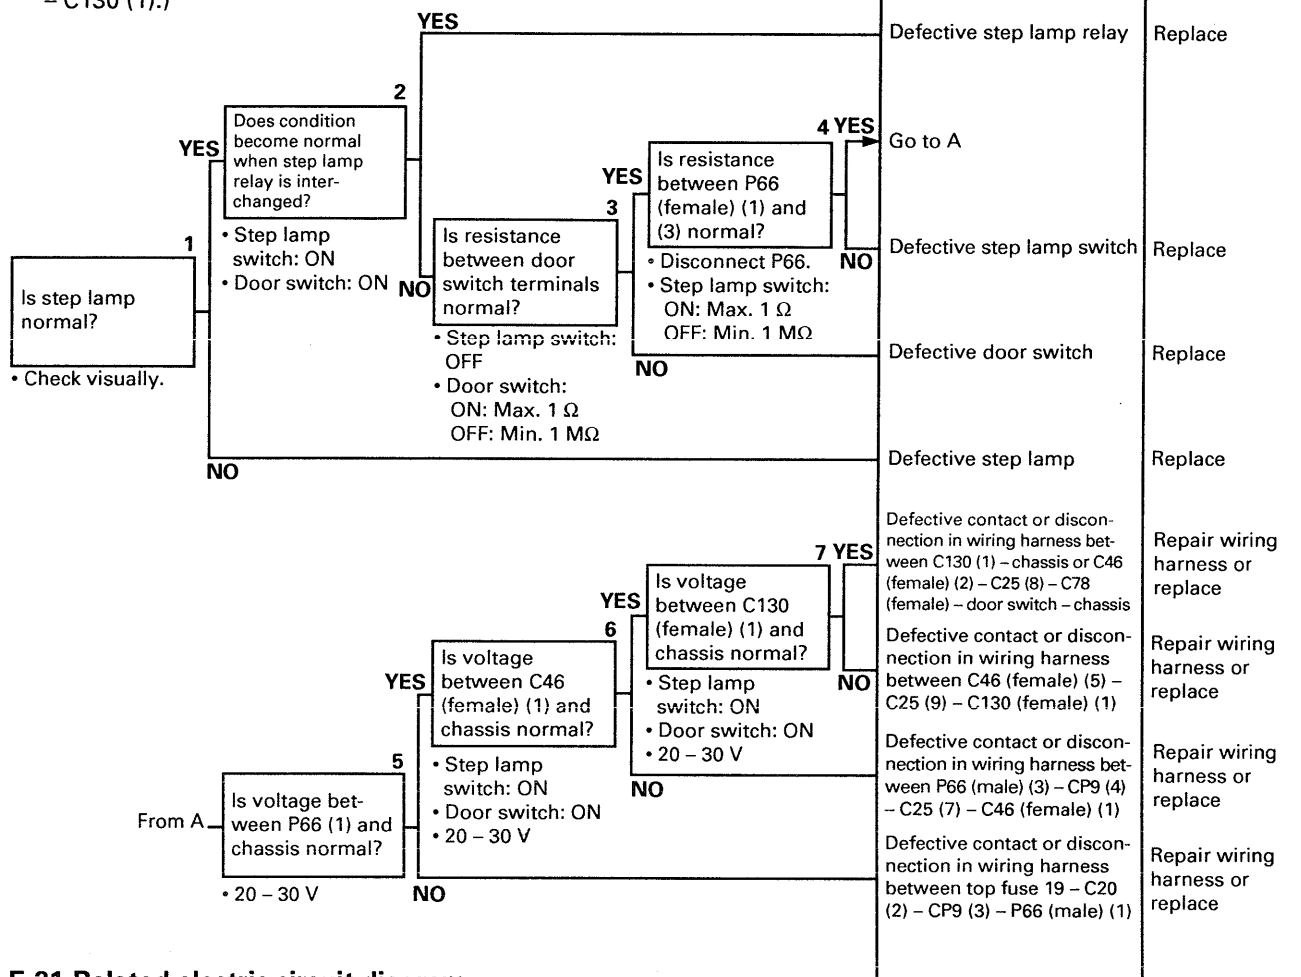 – C130 (1).)
YES
Defective step lamp relay
Replace
2
Does condition
become normal
when step lamp
relay is inter-
changed?
YES
• Step lamp
switch: ON
• Door switch: ON
NO
4 YES
Go to A
Is resistance
between P66
(female) (1) and
(3) normal?
YES
• Disconnect P66.
• Step lamp switch:
ON: Max. 1 Ω
OFF: Min. 1 MΩ
NO
Defective step lamp switch
Replace
3
Is resistance
between door
switch terminals
normal?
• Step lamp switch:
OFF
• Door switch:
ON: Max. 1 Ω
OFF: Min. 1 MΩ
NO
Defective door switch
Replace
1
Is step lamp
normal?
• Check visually.
NO
Defective step lamp
Replace
7 YES
Defective contact or discon-
nection in wiring harness bet-
ween C130 (1) – chassis or C46
(female) (2) – C25 (8) – C78
(female) – door switch – chassis
Repair wiring
harness or
replace
Is voltage
between C130
(female) (1) and
chassis normal?
YES
• Step lamp
switch: ON
• Door switch: ON
• 20 – 30 V
NO
Defective contact or discon-
nection in wiring harness
between C46 (female) (5) –
C25 (9) – C130 (female) (1)
Repair wiring
harness or
replace
6
Is voltage
between C46
(female) (1) and
chassis normal?
YES
• Step lamp
switch: ON
• Door switch: ON
• 20 – 30 V
NO
Defective contact or discon-
nection in wiring harness bet-
ween P66 (male) (3) – CP9 (4)
– C25 (7) – C46 (female) (1)
Repair wiring
harness or
replace
5
From A
Is voltage bet-
ween P66 (1) and
chassis normal?
• 20 – 30 V
NO
Defective contact or discon-
nection in wiring harness
between top fuse 19 – C20
(2) – CP9 (3) – P66 (male) (1)
Repair wiring
harness or
replace
Related electric circuit diagram